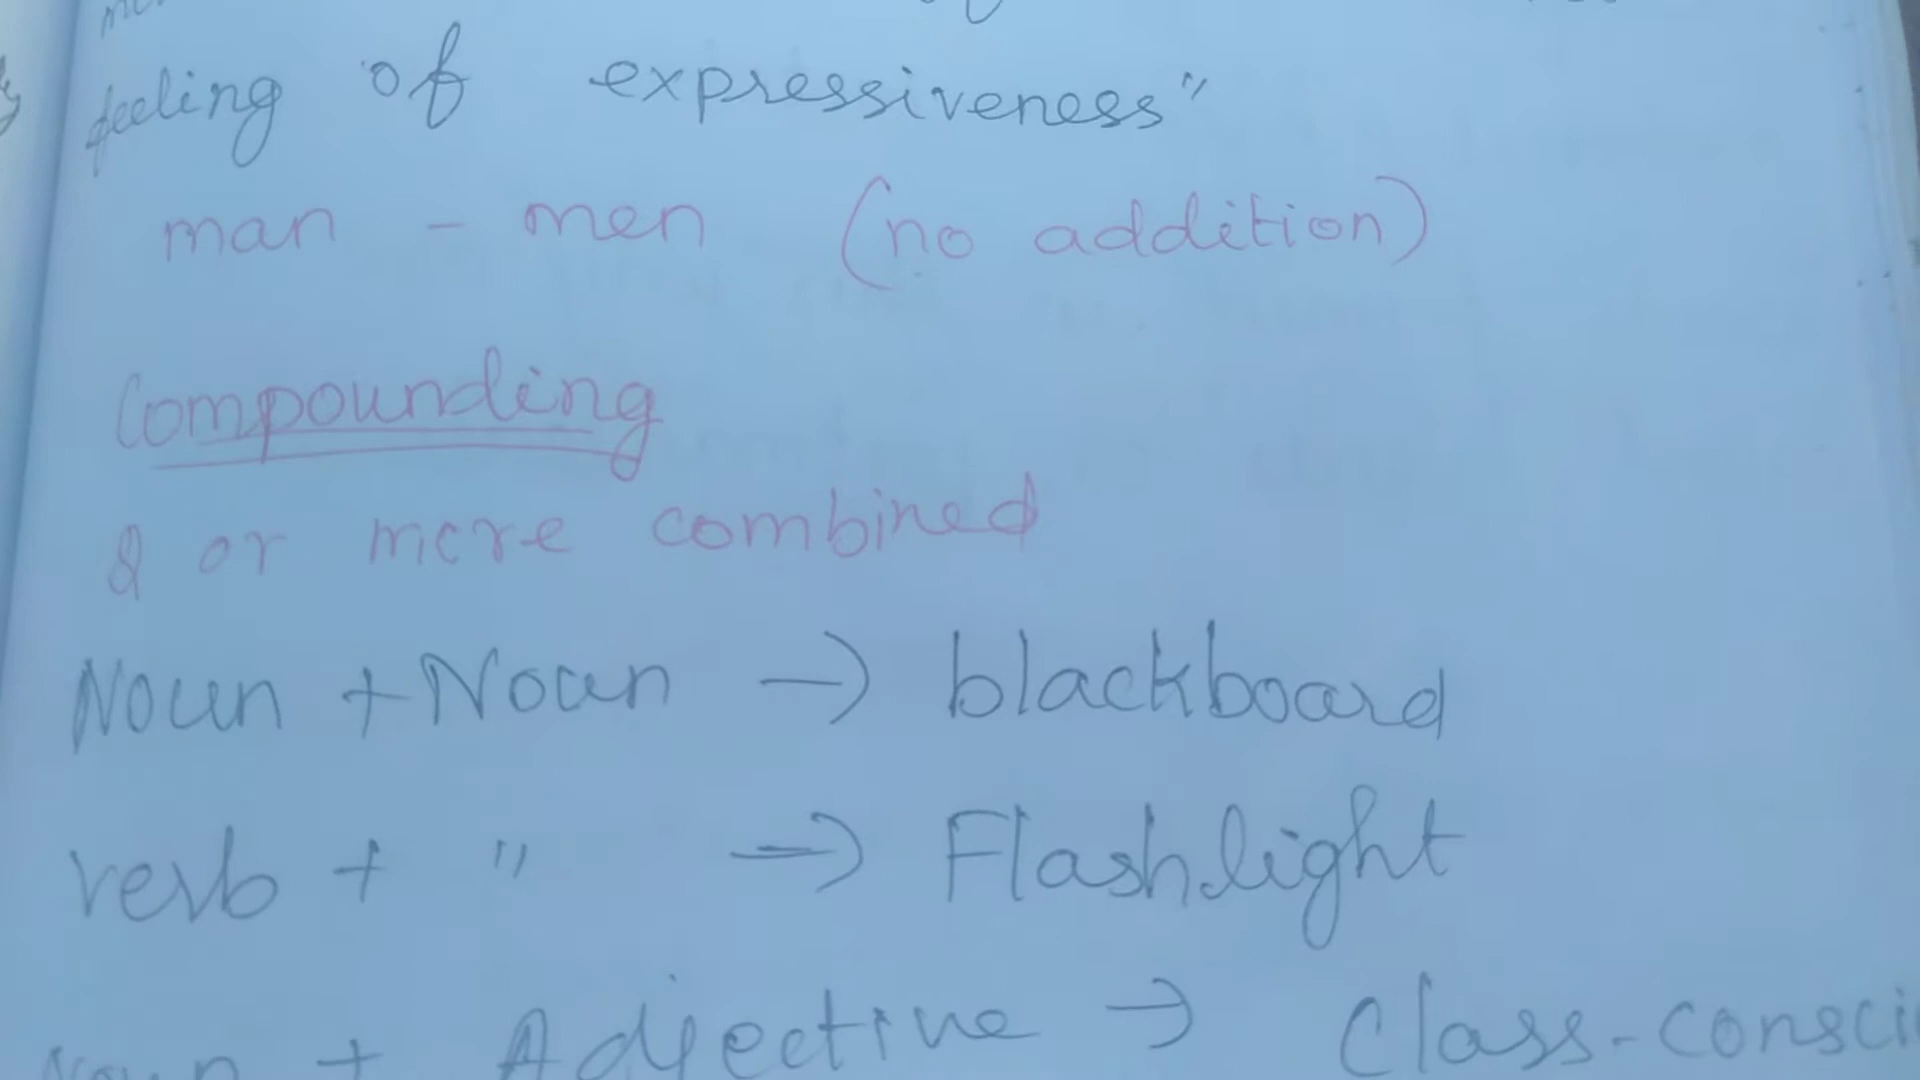 feeling of expressiveness"
man - men (no addition)
Compounding
2 or more combined
Noun + Noun → blackboard
verb + " → Flashlight
Noun + Adjective → Class-consci